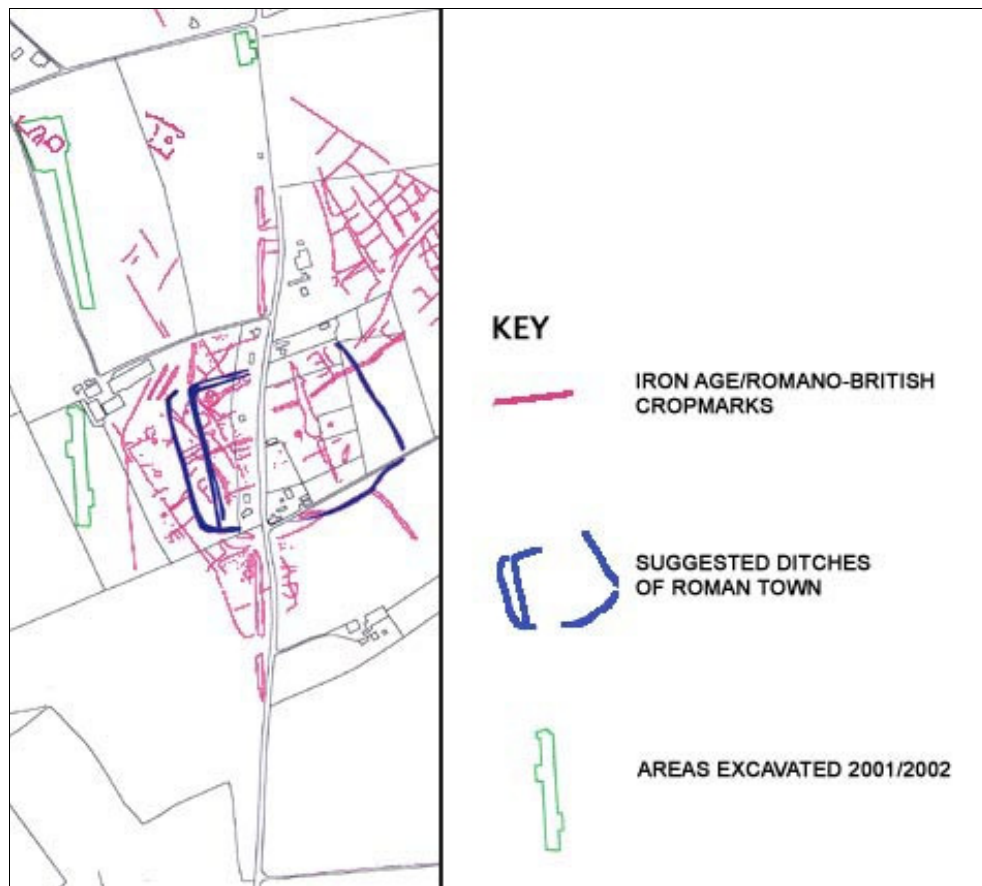 KEY
IRON AGE/ROMANO-BRITISH
CROPMARKS
SUGGESTED DITCHES
OF ROMAN TOWN
AREAS EXCAVATED 2001/2002